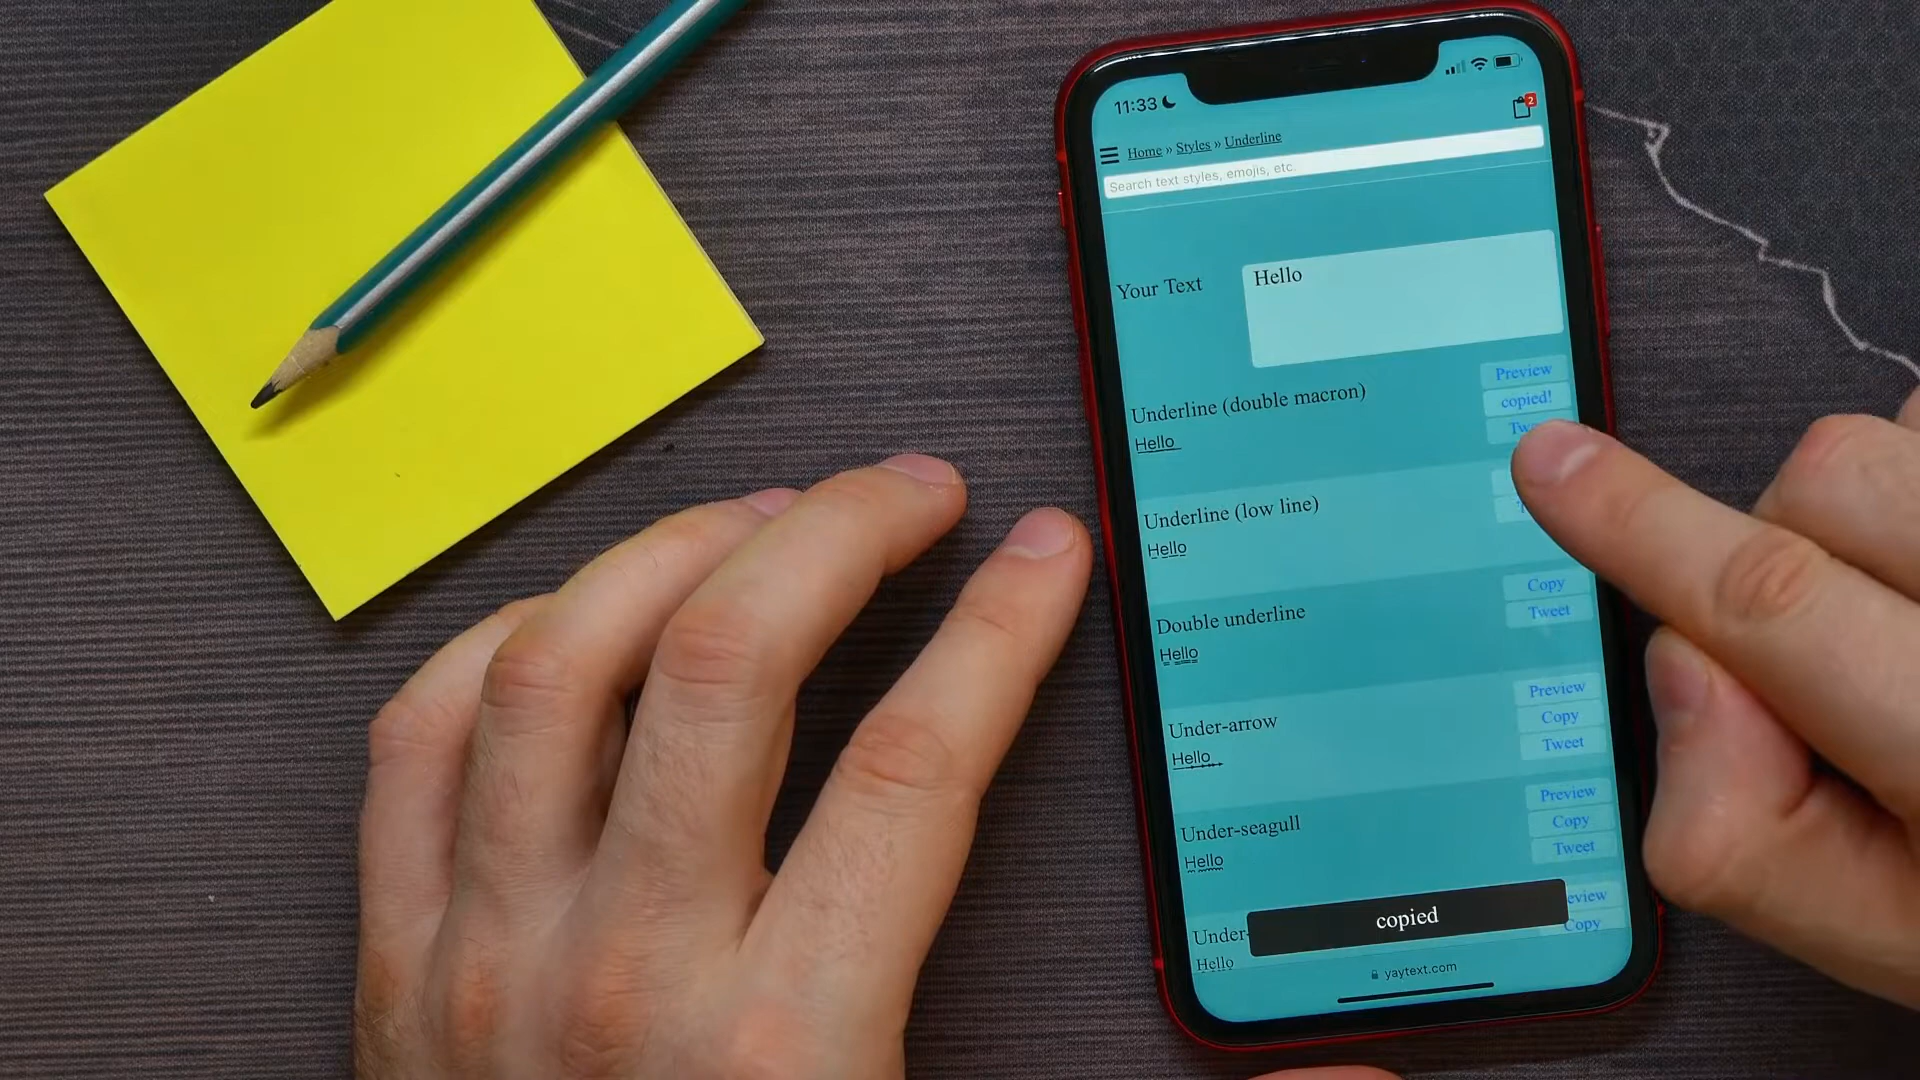 11:33
2
Home » Styles » Underline
Search text styles, emojis, etc.
Your Text
Hello
Preview
Underline (double macron)
copied!
Hello
Underline (low line)
Hello
Copy
Double underline
Tweet
Hello
Preview
Under-arrow
Copy
Hello
Tweet
Preview
Under-seagull
Copy
Hello
Tweet
copied
Under-
Copy
Hello
yaytext.com